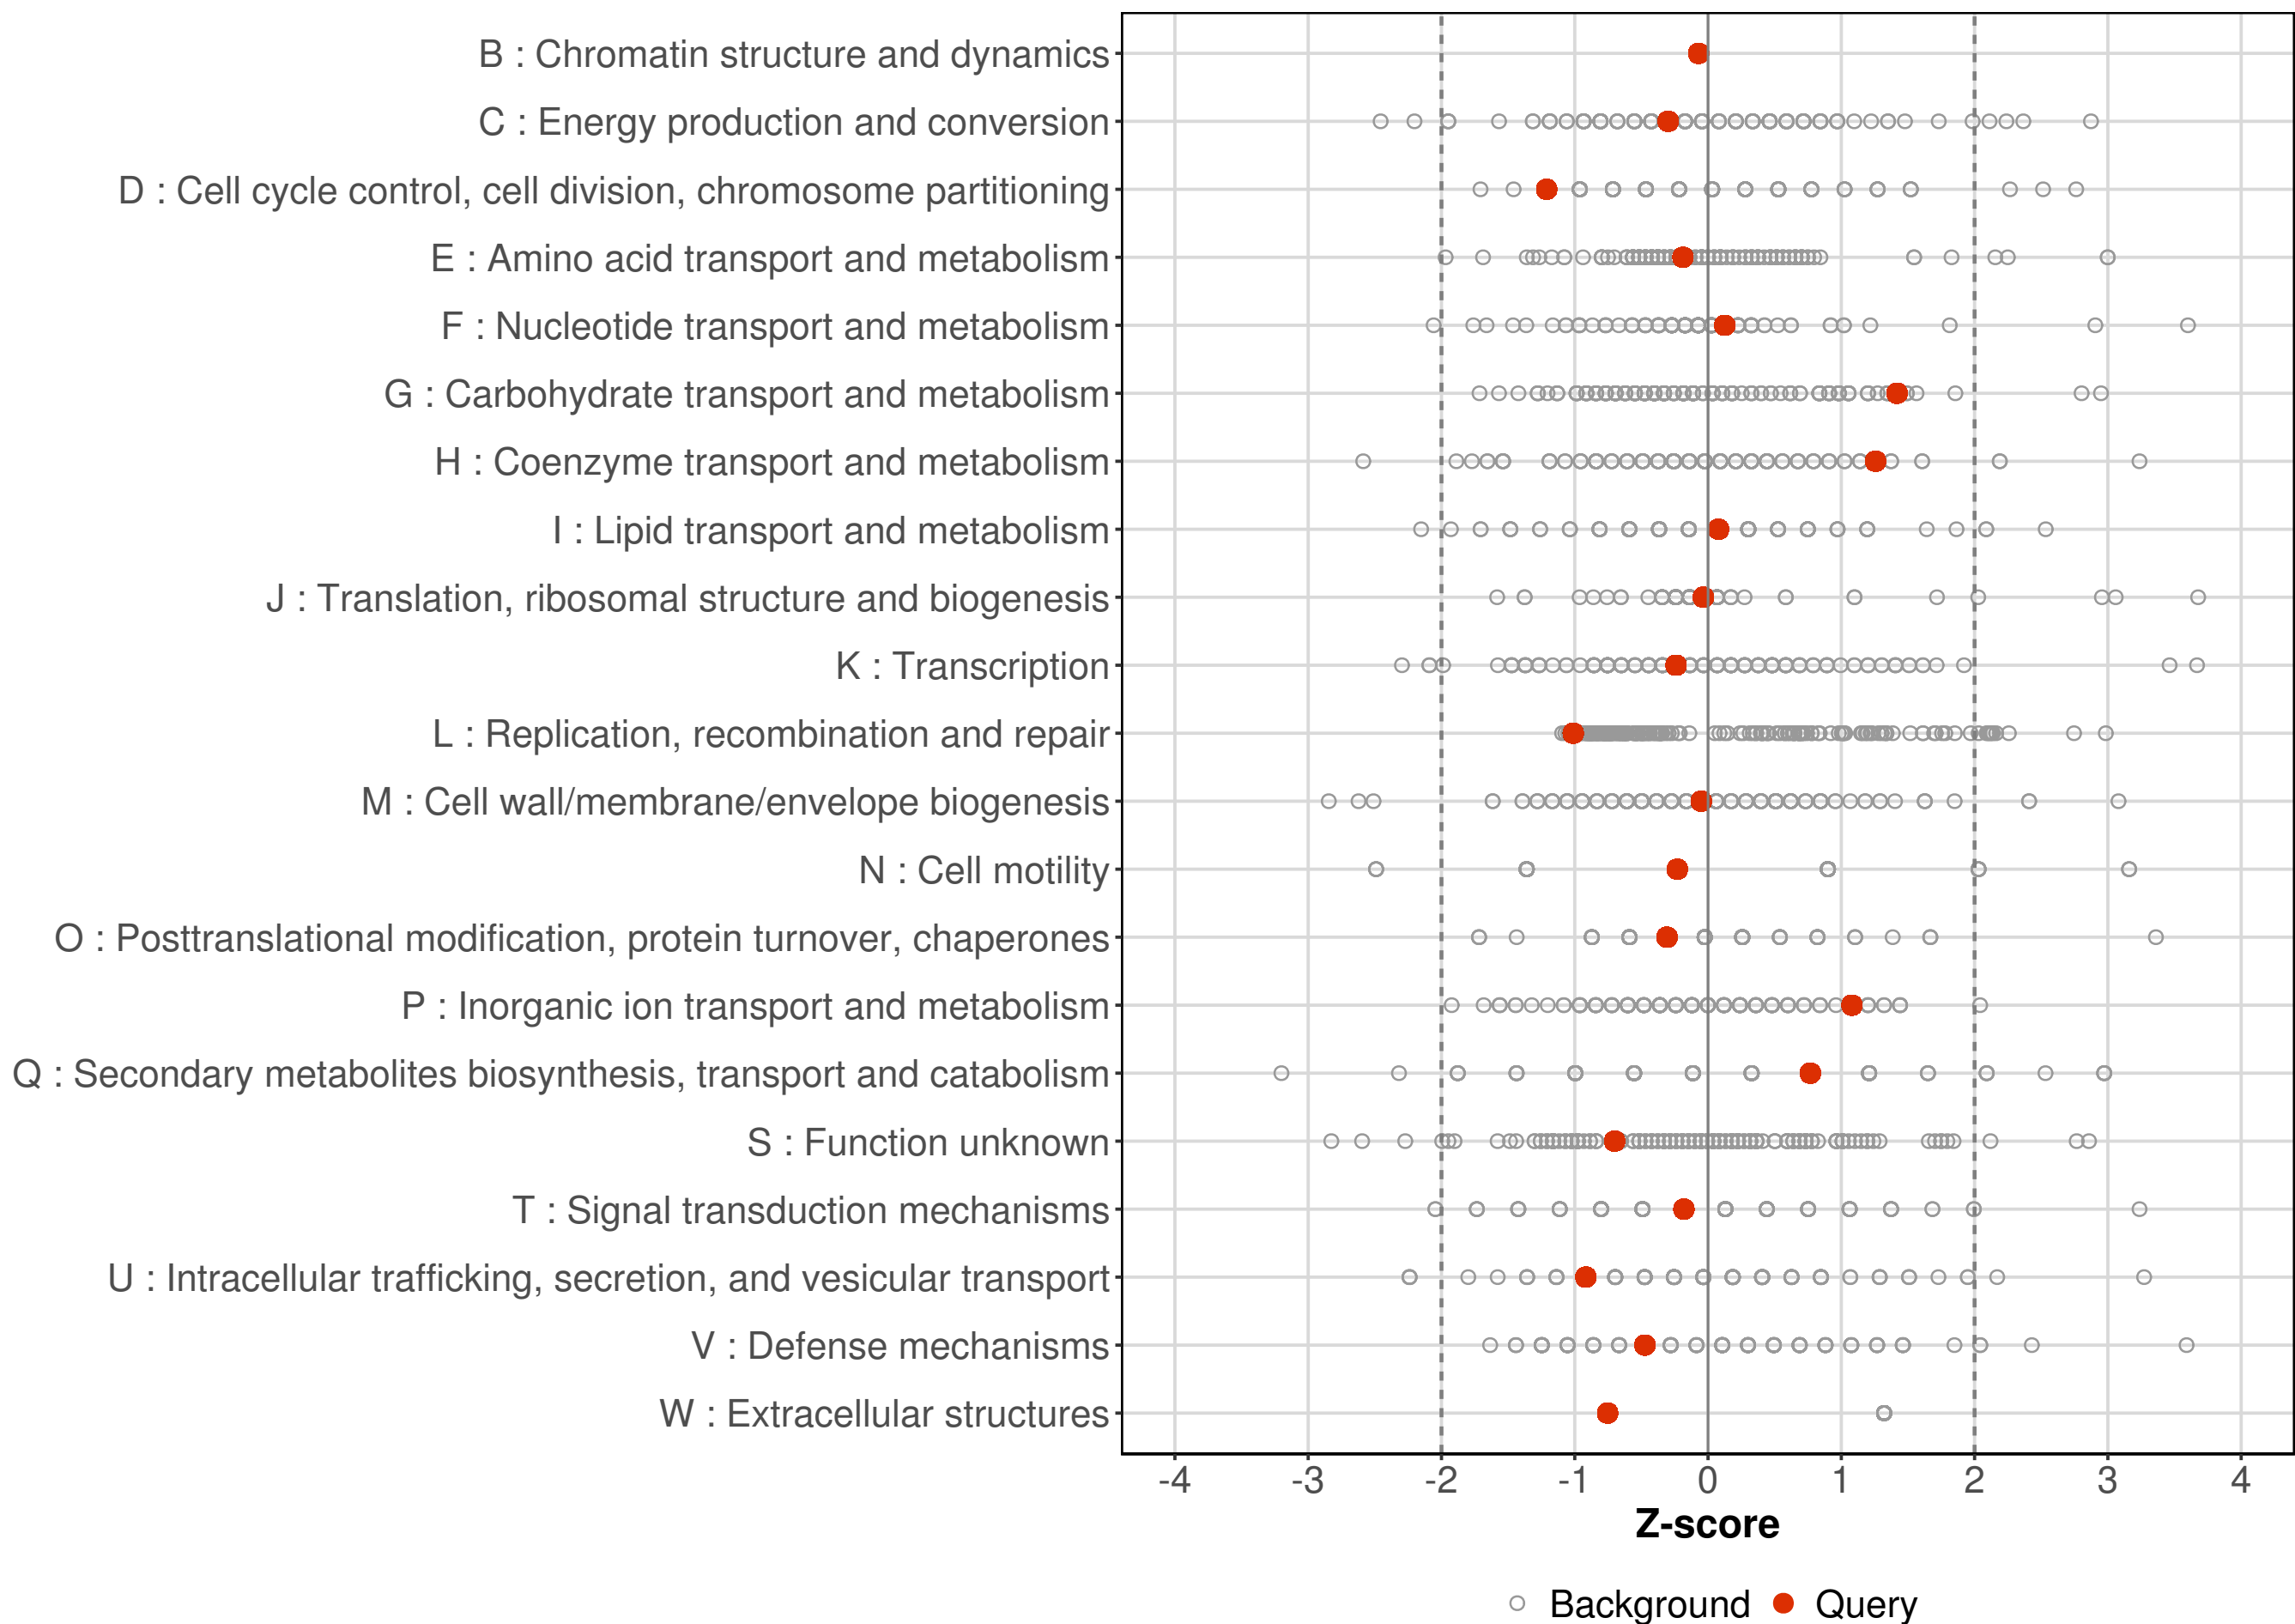 B : Chromatin structure and dynamics
C : Energy production and conversion
D : Cell cycle control, cell division, chromosome partitioning
E : Amino acid transport and metabolism
F : Nucleotide transport and metabolism
G : Carbohydrate transport and metabolism
H : Coenzyme transport and metabolism
I : Lipid transport and metabolism
J : Translation, ribosomal structure and biogenesis
K : Transcription
L : Replication, recombination and repair
M : Cell wall/membrane/envelope biogenesis
N : Cell motility
O : Posttranslational modification, protein turnover, chaperones
P : Inorganic ion transport and metabolism
Q : Secondary metabolites biosynthesis, transport and catabolism
S : Function unknown
T : Signal transduction mechanisms
U : Intracellular trafficking, secretion, and vesicular transport
V : Defense mechanisms
W : Extracellular structures
-4 -3 -2 -1 0 1 2 3 4
Z-score
Background Query